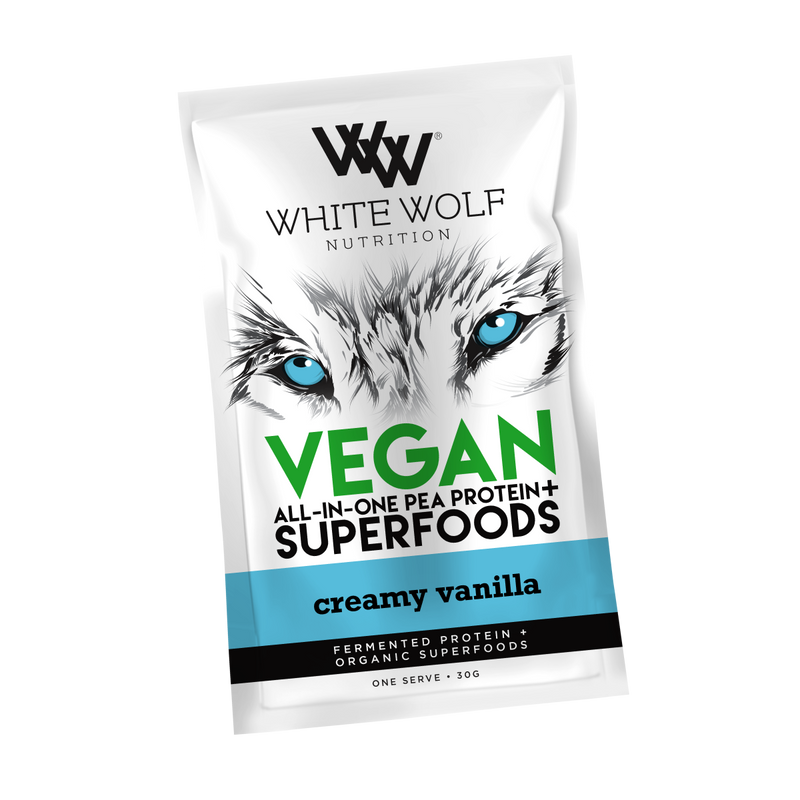 WW®
WHITE WOLF
NUTRITION
VEGAN
ALL-IN-ONE PEA PROTEIN+
SUPERFOODS
creamy vanilla
FERMENTED PROTEIN +
ORGANIC SUPERFOODS
ONE SERVE • 30G